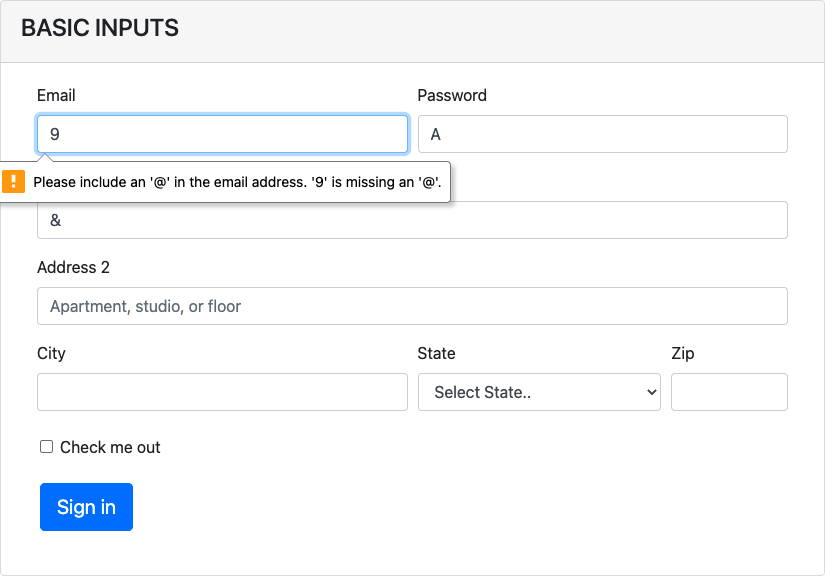 BASIC INPUTS
Email Password
9 A
! Please include an '@' in the email address. '9' is missing an '@'.
&
Address 2
Apartment, studio, or floor
City State Zip
Select State..
Check me out
Sign in